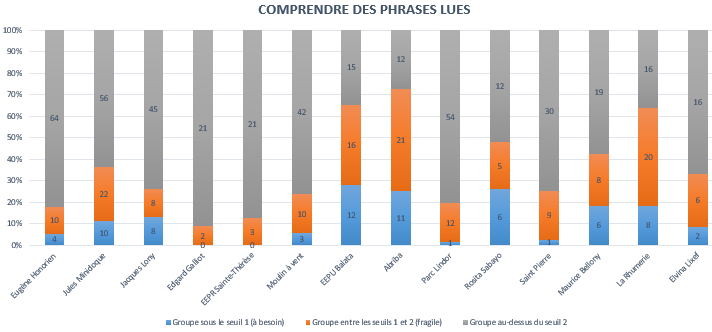 COMPRENDRE DES PHRASES LUES
100%
90%
80%
70%
60%
50%
40%
30%
20%
10%
0%
64 56 45 21 21 42 15 12 54 12 30 19 16 16
10 22 8 2 3 10 16 21 12 5 9 8 20 6
4 10 8 0 0 3 12 11 1 6 1 6 8 2
Eugène Honorien
Jules Minidoque
Jacques Lony
Edgard Galliot
EEPR Sainte-Thérèse
Moulin à vent
EEPU Balata
Abriba
Parc Lindor
Rosita Sabayo
Saint Pierre
Maurice Bellony
La Rhumerie
Elvina Lixef
Groupe sous le seuil 1 (à besoin) Groupe entre les seuils 1 et 2 (fragile) Groupe au-dessus du seuil 2